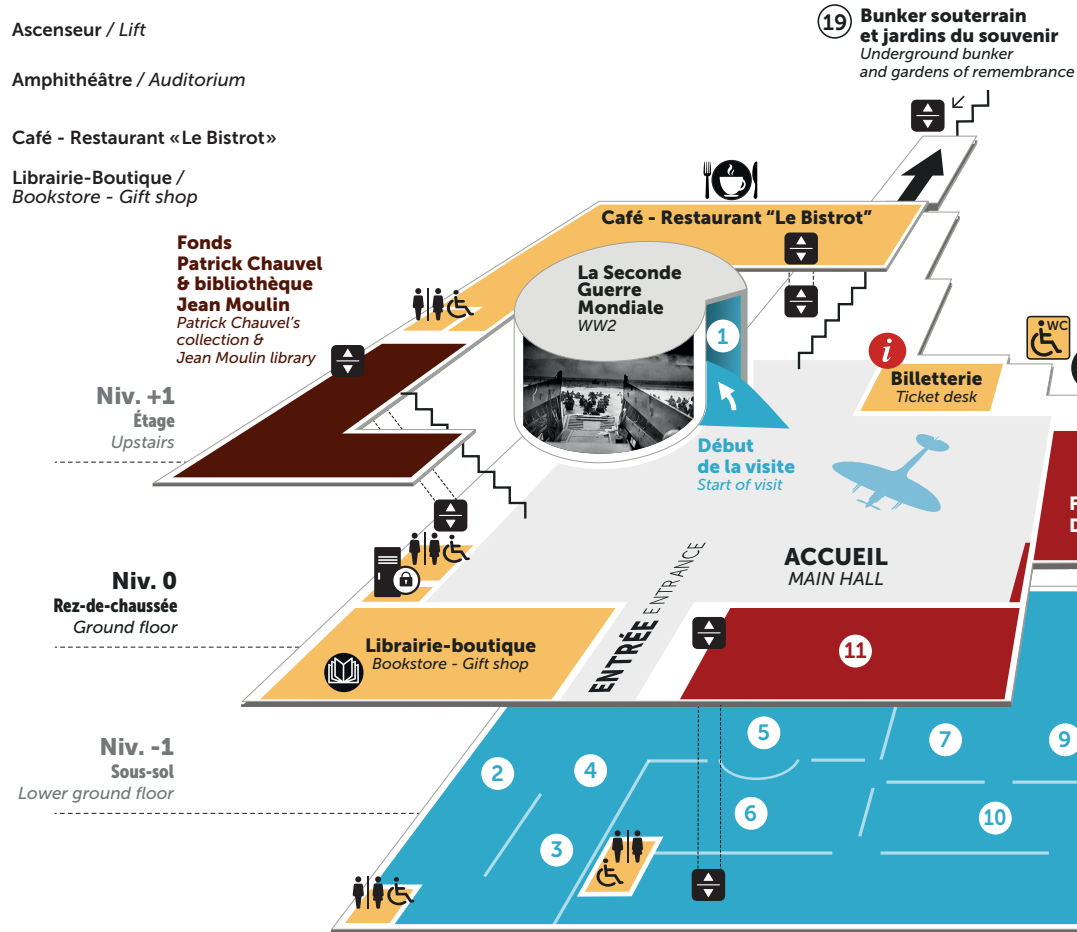 Ascenseur / Lift
Amphithéâtre / Auditorium
Café - Restaurant «Le Bistrot»
Librairie-Boutique /
Bookstore - Gift shop
19
Bunker souterrain
et jardins du souvenir
Underground bunker
and gardens of remembrance
Café - Restaurant "Le Bistrot"
Fonds
Patrick Chauvel
& bibliothèque
Jean Moulin
Patrick Chauvel's
collection &
Jean Moulin library
La Seconde
Guerre
Mondiale
WW2
1
WC
i
Billetterie
Ticket desk
Niv. +1
Étage
Upstairs
Début
de la visite
Start of visit
ACCUEIL
MAIN HALL
Niv. 0
Rez-de-chaussée
Ground floor
ENTRÉE ENTRANCE
Librairie-boutique
Bookstore - Gift shop
11
Niv. -1
Sous-sol
Lower ground floor
2
4
5
7
9
3
6
10